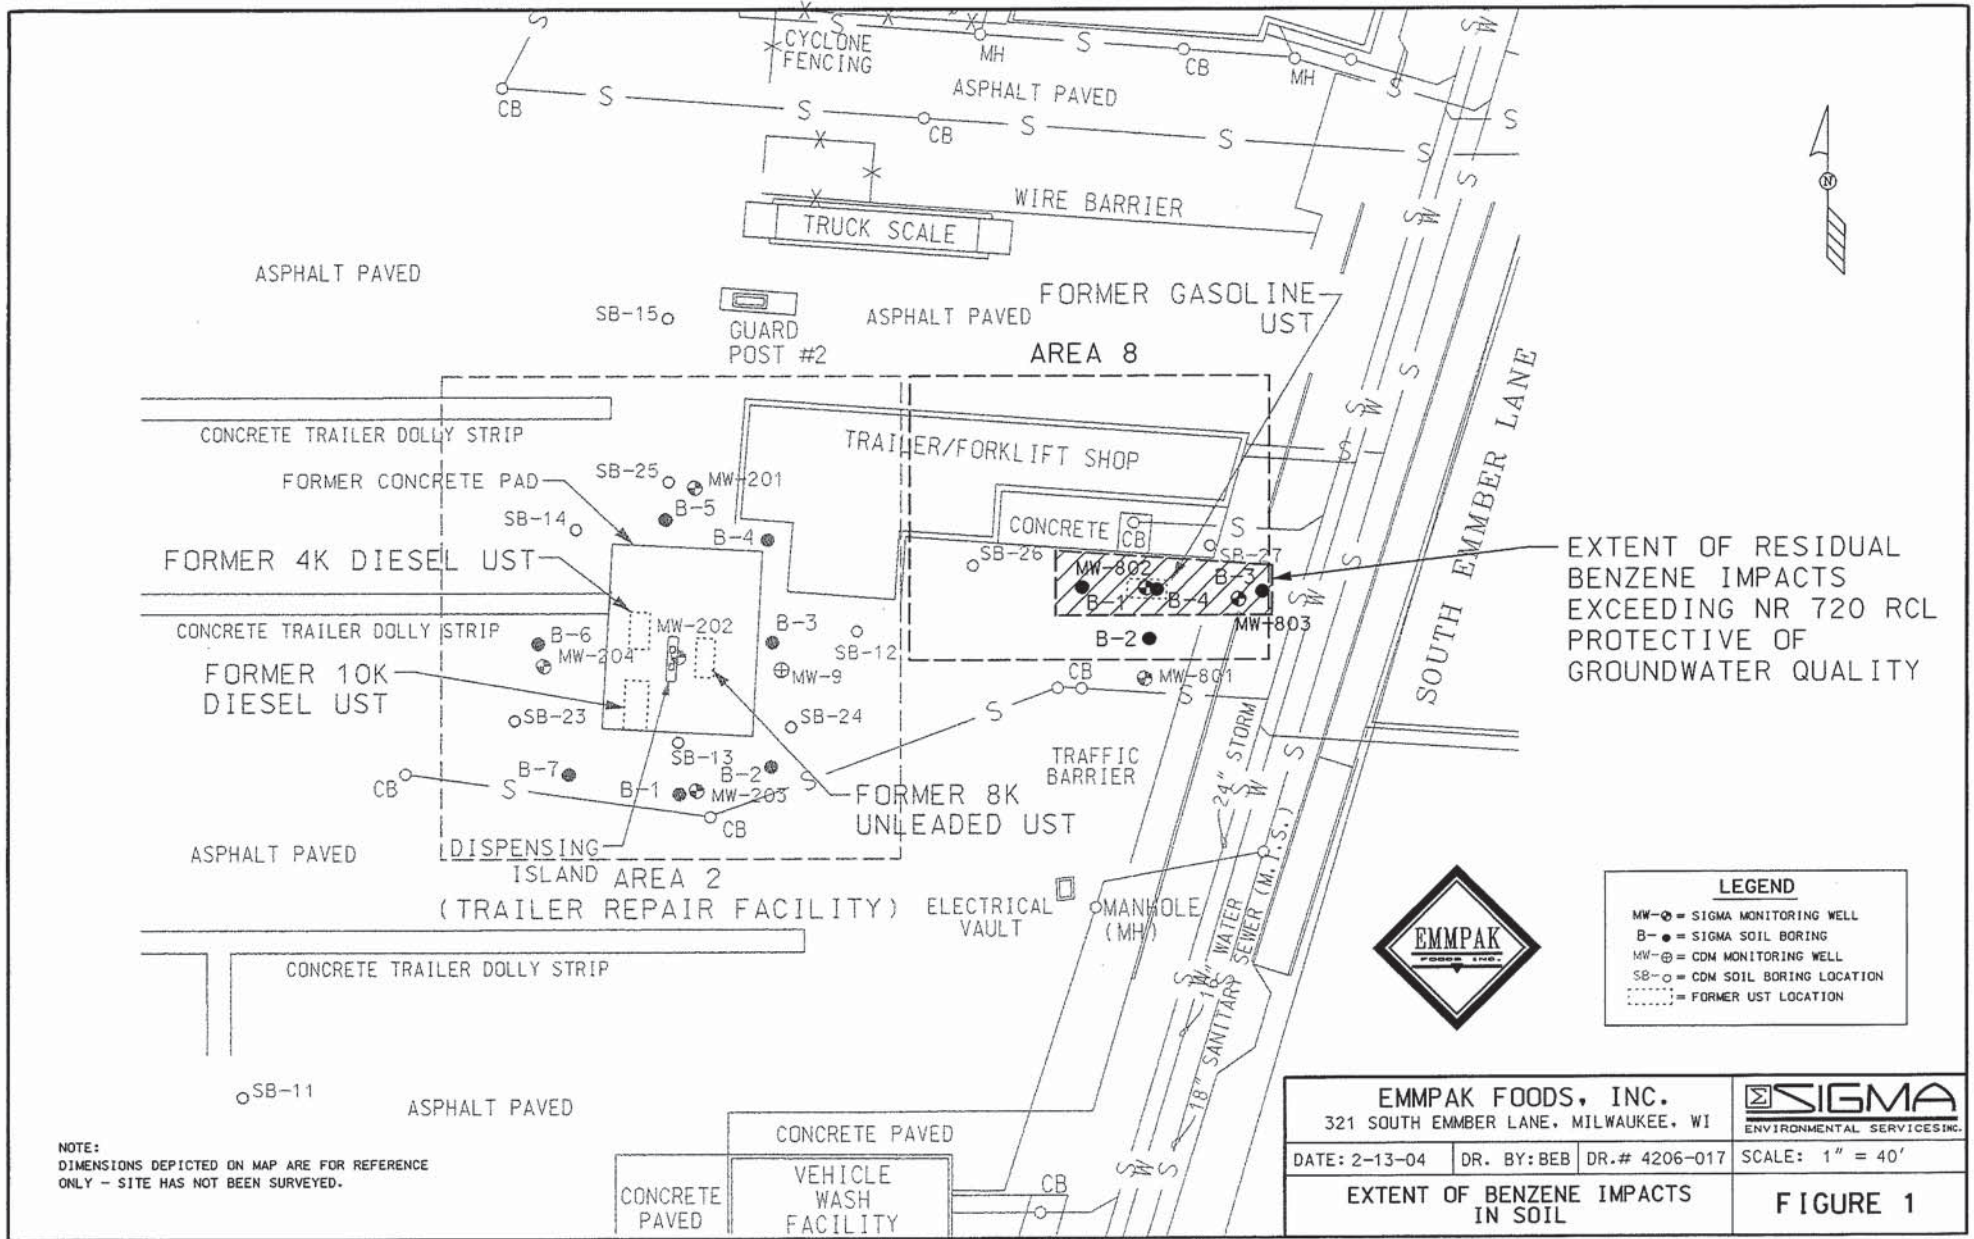 S
CYCLONE
FENCING
X
X
X
X
S
MH
S
CB
MH
S
S
W
CB
S
S
CB
S
S
S
S
S
ASPHALT PAVED
X
X
X
WIRE BARRIER
TRUCK SCALE
N
ASPHALT PAVED
SB-15
GUARD
POST #2
ASPHALT PAVED
FORMER GASOLINE
UST
AREA 8
SOUTH EMMBER LANE
CONCRETE TRAILER DOLLY STRIP
TRAILER/FORKLIFT SHOP
FORMER CONCRETE PAD
SB-25
MW-201
B-5
SB-14
B-4
CONCRETE
CB
S
SB-26
SB-27
FORMER 4K DIESEL UST
MW-802
B-3
B-1
B-4
MW-803
B-2
EXTENT OF RESIDUAL
BENZENE IMPACTS
EXCEEDING NR 720 RCL
PROTECTIVE OF
GROUNDWATER QUALITY
CONCRETE TRAILER DOLLY STRIP
B-6
MW-204
MW-202
B-3
SB-12
MW-9
FORMER 10K
DIESEL UST
CB
MW-801
S
S
SB-23
SB-24
SB-13
B-7
B-2
B-1
MW-203
CB
S
CB
S
TRAFFIC
BARRIER
24" STORM
FORMER 8K
UNLEADED UST
ASPHALT PAVED
DISPENSING
ISLAND
AREA 2
(TRAILER REPAIR FACILITY)
ELECTRICAL
VAULT
MANHOLE
(MH)
16" WATER
18" SANITARY SEWER (M.I.S.)
CONCRETE TRAILER DOLLY STRIP
EMMPAK
FOODS INC.
LEGEND
MW- = SIGMA MONITORING WELL
B- = SIGMA SOIL BORING
MW- = CDM MONITORING WELL
SB- = CDM SOIL BORING LOCATION
= FORMER UST LOCATION
SB-11
ASPHALT PAVED
NOTE:
DIMENSIONS DEPICTED ON MAP ARE FOR REFERENCE
ONLY - SITE HAS NOT BEEN SURVEYED.
CONCRETE PAVED
CONCRETE
PAVED
VEHICLE
WASH
FACILITY
CB
S
W
S
EMMPAK FOODS, INC.
321 SOUTH EMMBER LANE, MILWAUKEE, WI
Σ SIGMA
ENVIRONMENTAL SERVICES INC.
DATE: 2-13-04
DR. BY: BEB
DR.# 4206-017
SCALE: 1" = 40'
EXTENT OF BENZENE IMPACTS
IN SOIL
FIGURE 1